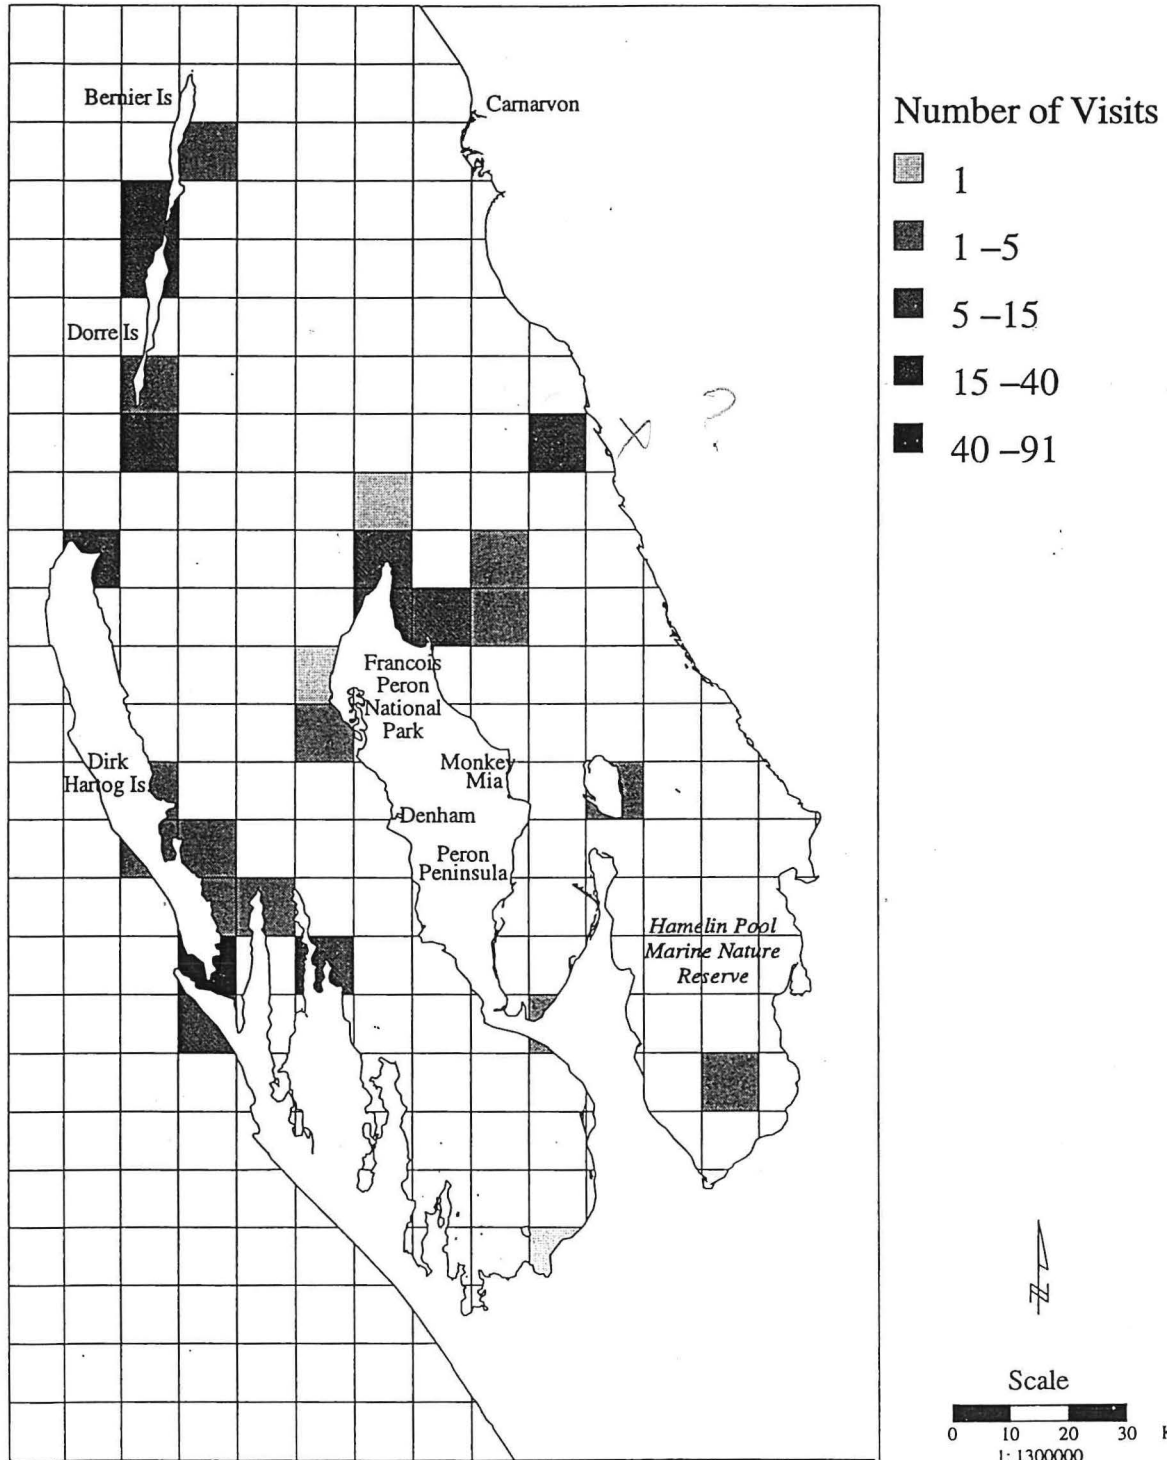 Bernier Is
Carnarvon
Number of Visits
1
1 –5
5 –15
15 –40
40 –91
Dorre Is
x ?
Francois
Peron
National
Park
Dirk
Hartog Is
Monkey
Mia
Denham
Peron
Peninsula
Hamelin Pool
Marine Nature
Reserve
N
Scale
0 10 20 30 K
1: 1300000